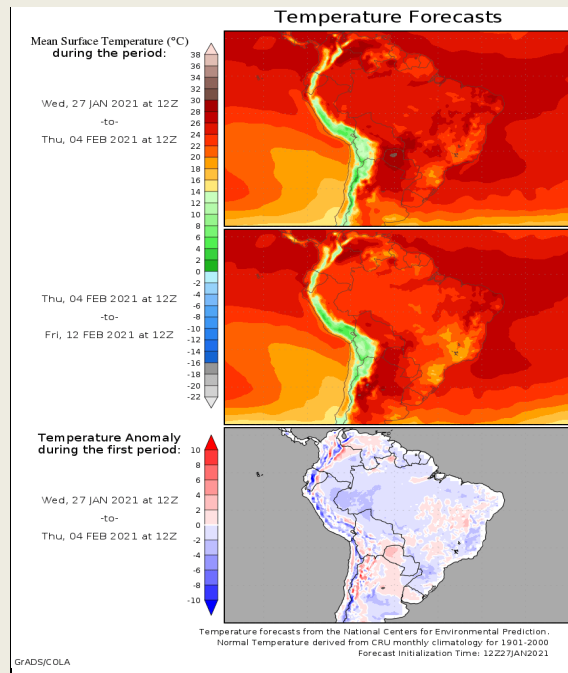 Temperature Forecasts
Mean Surface Temperature (°C)
during the period:
Wed, 27 JAN 2021 at 12Z
-to-
Thu, 04 FEB 2021 at 12Z
38
36
34
32
30
28
26
24
22
20
18
16
14
12
10
8
6
4
2
0
-2
-4
-6
-8
-10
-12
-14
-16
-18
-20
-22
Thu, 04 FEB 2021 at 12Z
-to-
Fri, 12 FEB 2021 at 12Z
Temperature Anomaly
during the first period:
Wed, 27 JAN 2021 at 12Z
-to-
Thu, 04 FEB 2021 at 12Z
10
8
6
4
2
0
-2
-4
-6
-8
-10
Temperature forecasts from the National Centers for Environmental Prediction.
Normal Temperature derived from CRU monthly climatology for 1901-2000
Forecast Initialization Time: 12Z27JAN2021
GrADS/COLA